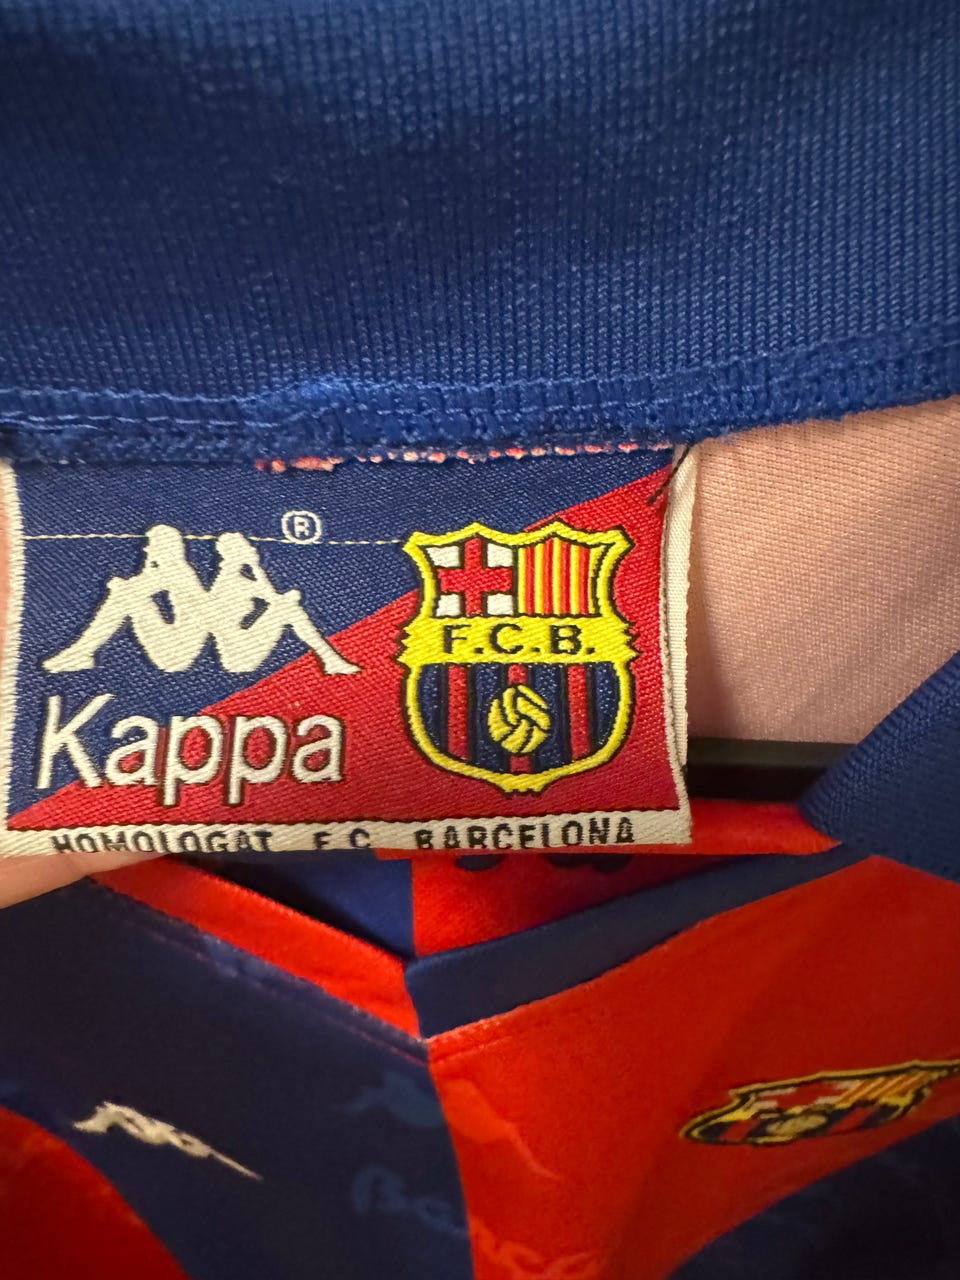 ®
F.C.B.
Kappa
HOMOLOGAT F C BARCELONA